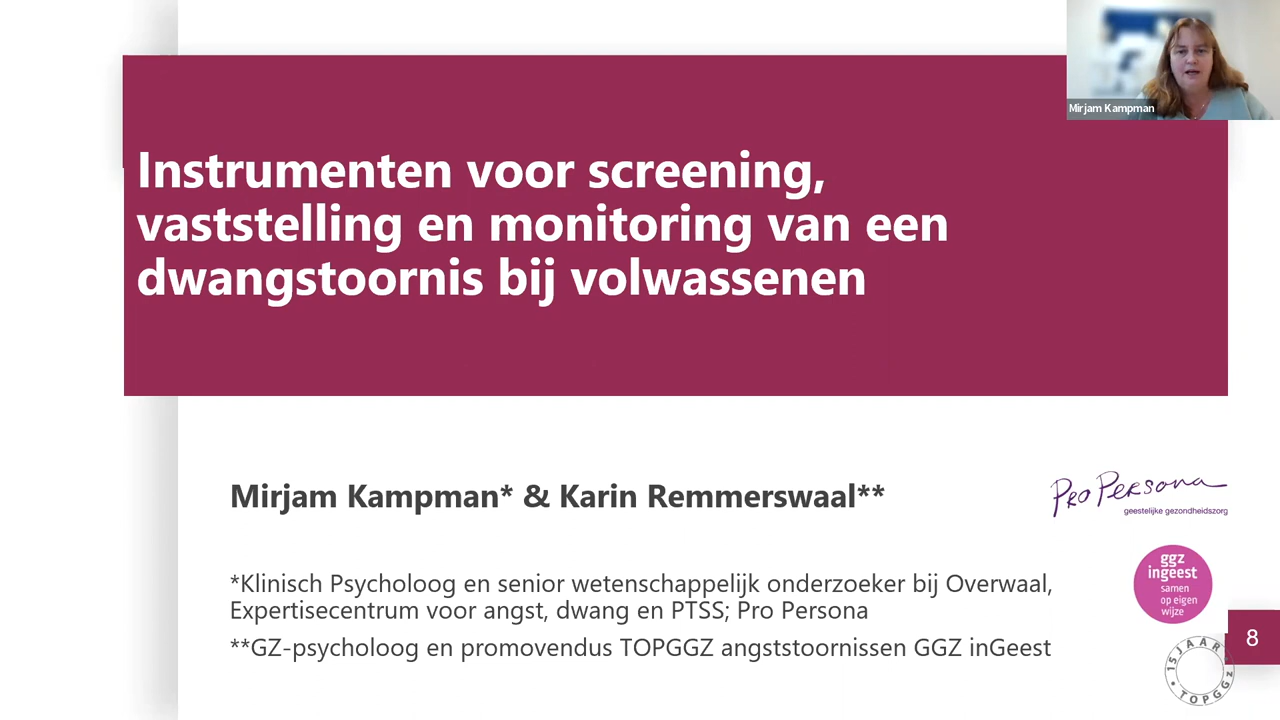 Mirjam Kampman
Instrumenten voor screening,
vaststelling en monitoring van een
dwangstoornis bij volwassenen
Mirjam Kampman* & Karin Remmerswaal**
Pro Persona
geestelijke gezondheidszorg
*Klinisch Psycholoog en senior wetenschappelijk onderzoeker bij Overwaal,
Expertisecentrum voor angst, dwang en PTSS; Pro Persona
**GZ-psycholoog en promovendus TOPGGZ angststoornissen GGZ inGeest
ggz
ingeest
samen
op eigen
wijze
8
15 JAAR
TOPGGz